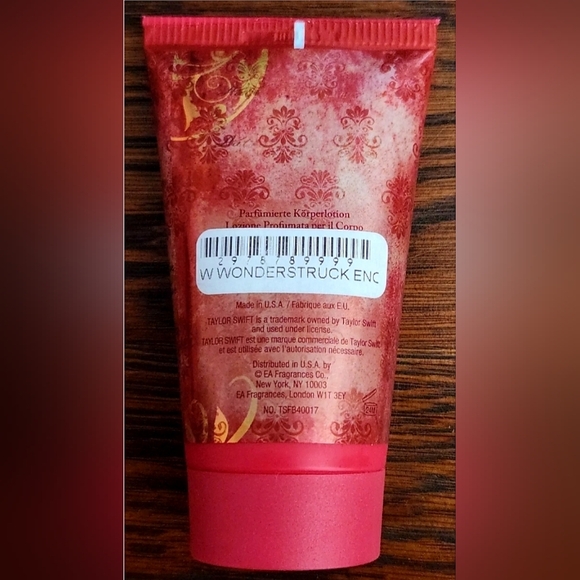 Parfümierte Körperlotion
Lozione Profumata per il Corpo
29787899999
W WONDERSTRUCK ENC
Made in U.S.A. / Fabriqué aux E.U.
TAYLOR SWIFT is a trademark owned by Taylor Swift
and used under license.
TAYLOR SWIFT est une marque commerciale de Taylor Swift
et est utilisée avec l'autorisation nécessaire.
Distributed in U.S.A. by
© EA Fragrances Co.,
New York, NY 10003
EA Fragrances, London W1T 3EY
NO. TSFB40017